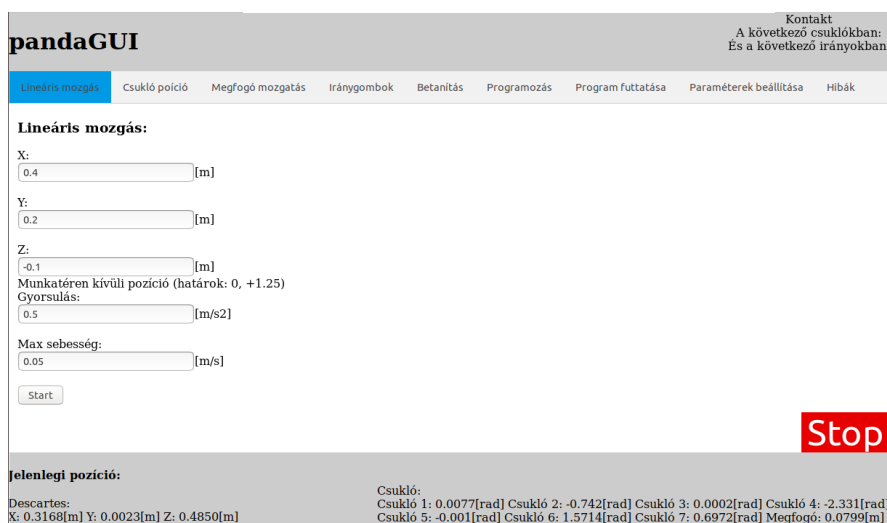 pandaGUI
Kontakt
A következő csuklókban:
És a következő irányokban
Lineáris mozgás Csukló poíció Megfogó mozgatás Iránygombok Betanítás Programozás Program futtatása Paraméterek beállítása Hibák
Lineáris mozgás:
X:
0.4 [m]
Y:
0.2 [m]
Z:
-0.1 [m]
Munkatéren kívüli pozíció (határok: 0, +1.25)
Gyorsulás:
0.5 [m/s2]
Max sebesség:
0.05 [m/s]
Start
Stop
Jelenlegi pozíció:
Descartes:
X: 0.3168[m] Y: 0.0023[m] Z: 0.4850[m]
Csukló:
Csukló 1: 0.0077[rad] Csukló 2: -0.742[rad] Csukló 3: 0.0002[rad] Csukló 4: -2.331[rad]
Csukló 5: -0.001[rad] Csukló 6: 1.5714[rad] Csukló 7: 0.6972[rad] Megfogó: 0.0799[m]